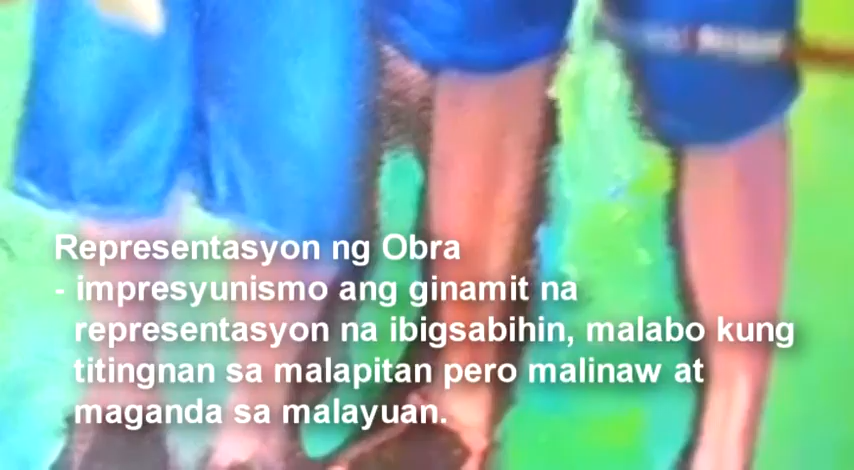 Representasyon ng Obra
- impresyunismo ang ginamit na
representasyon na ibigsabihin, malabo kung
titingnan sa malapitan pero malinaw at
maganda sa malayuan.